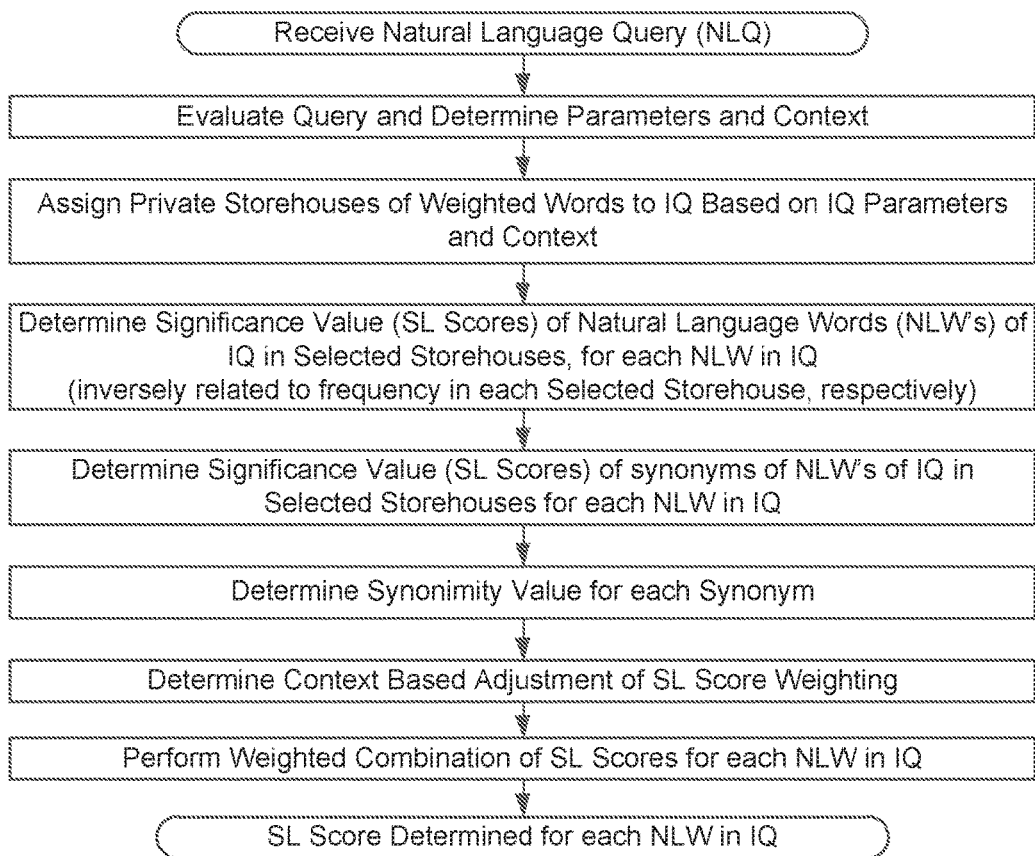 Receive Natural Language Query (NLQ)
Evaluate Query and Determine Parameters and Context
Assign Private Storehouses of Weighted Words to IQ Based on IQ Parameters
and Context
Determine Significance Value (SL Scores) of Natural Language Words (NLW's) of
IQ in Selected Storehouses, for each NLW in IQ
(inversely related to frequency in each Selected Storehouse, respectively)
Determine Significance Value (SL Scores) of synonyms of NLW's of IQ in
Selected Storehouses for each NLW in IQ
Determine Synonimity Value for each Synonym
Determine Context Based Adjustment of SL Score Weighting
Perform Weighted Combination of SL Scores for each NLW in IQ
SL Score Determined for each NLW in IQ